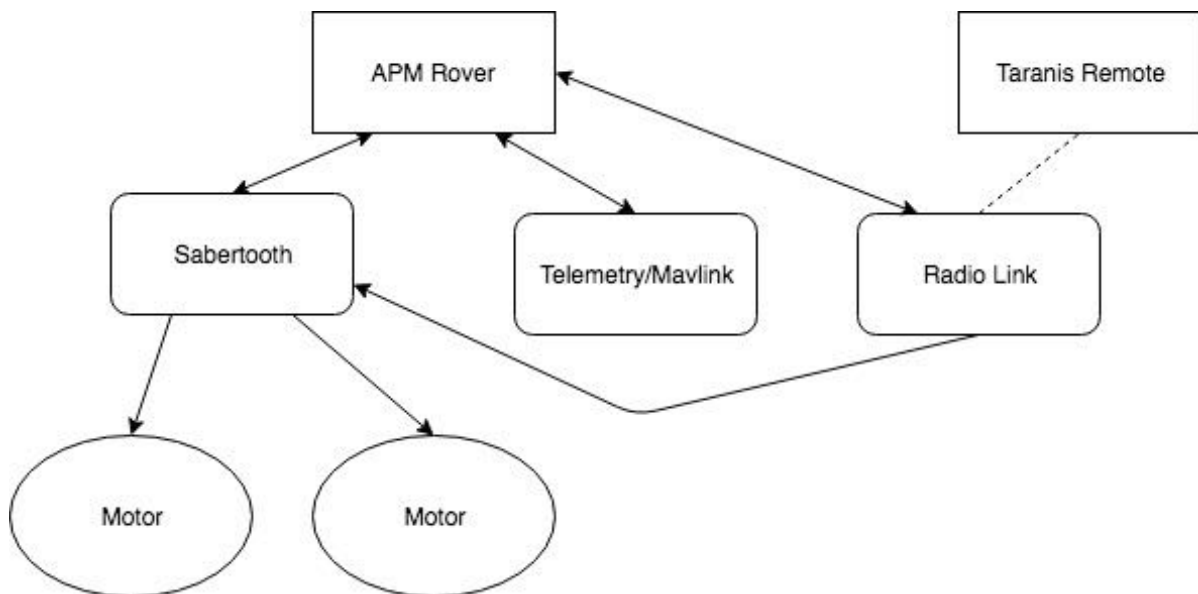 APM Rover
Taranis Remote
Sabertooth
Telemetry/Mavlink
Radio Link
Motor
Motor